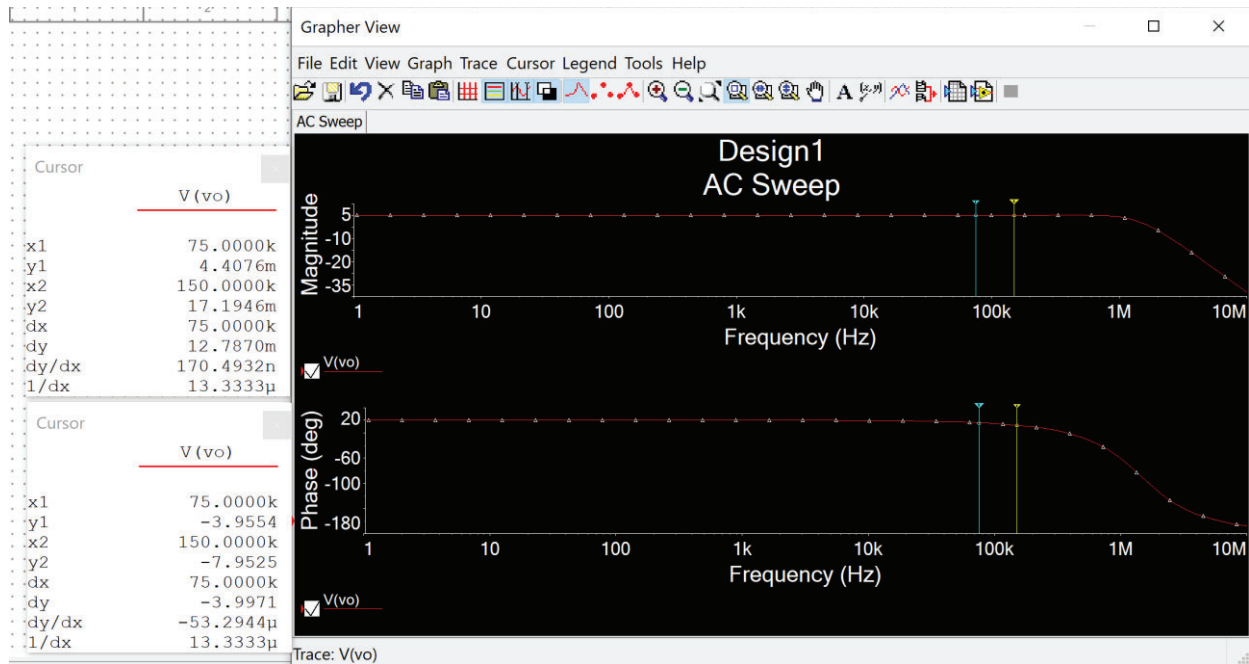 Grapher View
File Edit View Graph Trace Cursor Legend Tools Help
A
AC Sweep
Cursor
V(vo)
x1 75.0000k
y1 4.4076m
x2 150.0000k
y2 17.1946m
dx 75.0000k
dy 12.7870m
dy/dx 170.4932n
1/dx 13.3333µ
Cursor
V(vo)
x1 75.0000k
y1 -3.9554
x2 150.0000k
y2 -7.9525
dx 75.0000k
dy -3.9971
dy/dx -53.2944µ
1/dx 13.3333µ
Design1
AC Sweep
Magnitude
5
-10
-20
-35
1 10 100 1k 10k 100k 1M 10M
Frequency (Hz)
V(vo)
Phase (deg)
20
-60
-100
-180
1 10 100 1k 10k 100k 1M 10M
Frequency (Hz)
V(vo)
Trace: V(vo)